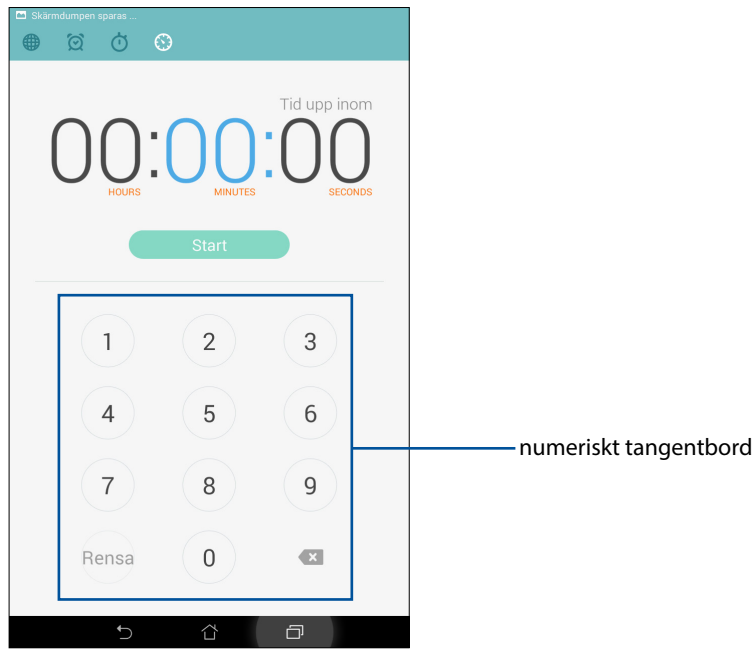 Skärmdumpen sparas ...
Tid upp inom
00:00:00
HOURS MINUTES SECONDS
Start
1 2 3
4 5 6
7 8 9
Rensa 0
numeriskt tangentbord